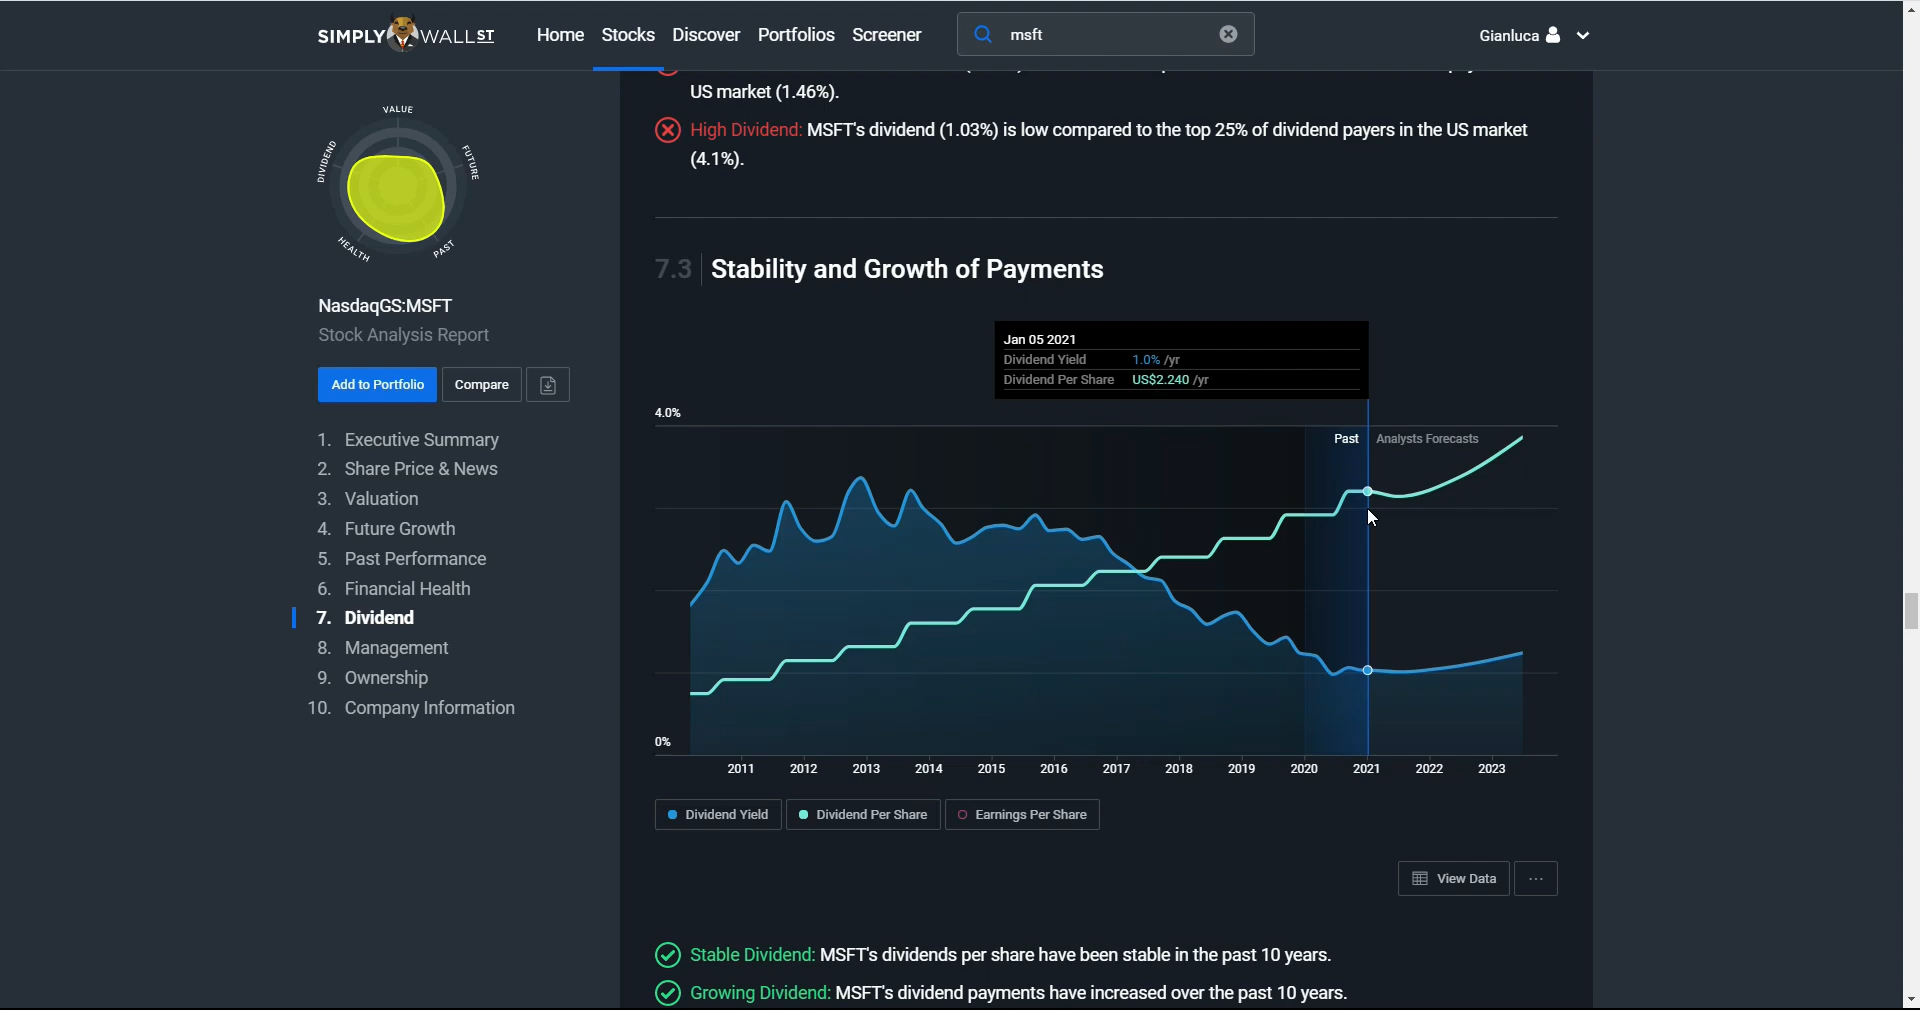 SIMPLY WALLST
Home Stocks Discover Portfolios Screener
msft
Gianluca
VALUE
FUTURE
PAST
HEALTH
DIVIDEND
NasdaqGS:MSFT
Stock Analysis Report
Add to Portfolio
Compare
1. Executive Summary
2. Share Price & News
3. Valuation
4. Future Growth
5. Past Performance
6. Financial Health
7. Dividend
8. Management
9. Ownership
10. Company Information
US market (1.46%).
High Dividend: MSFT's dividend (1.03%) is low compared to the top 25% of dividend payers in the US market
(4.1%).
7.3 Stability and Growth of Payments
Jan 05 2021
Dividend Yield 1.0% /yr
Dividend Per Share US$2.240 /yr
4.0%
Past Analysts Forecasts
0%
2011 2012 2013 2014 2015 2016 2017 2018 2019 2020 2021 2022 2023
Dividend Yield Dividend Per Share Earnings Per Share
View Data ...
Stable Dividend: MSFT's dividends per share have been stable in the past 10 years.
Growing Dividend: MSFT's dividend payments have increased over the past 10 years.